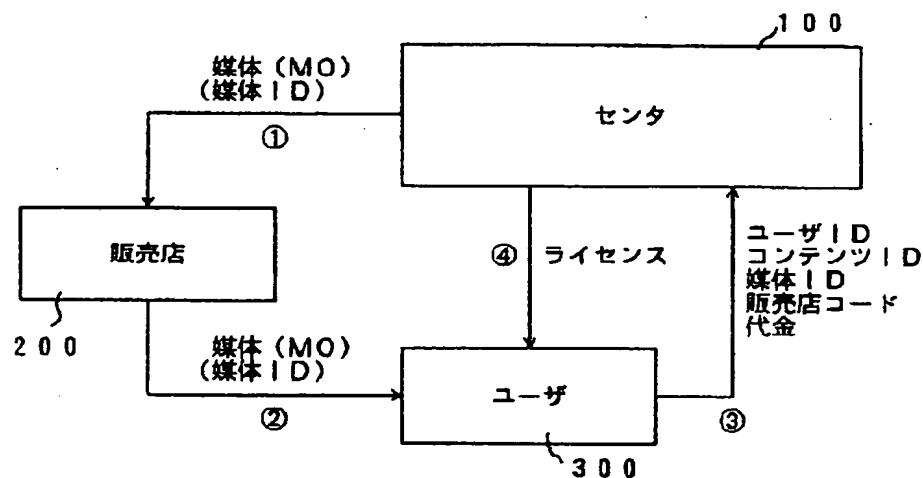 100
媒体(MO)
(媒体ID)
①
センタ
販売店
200
④ ライセンス
ユーザID
コンテンツID
媒体ID
販売店コード
代金
媒体(MO)
(媒体ID)
②
ユーザ
③
300